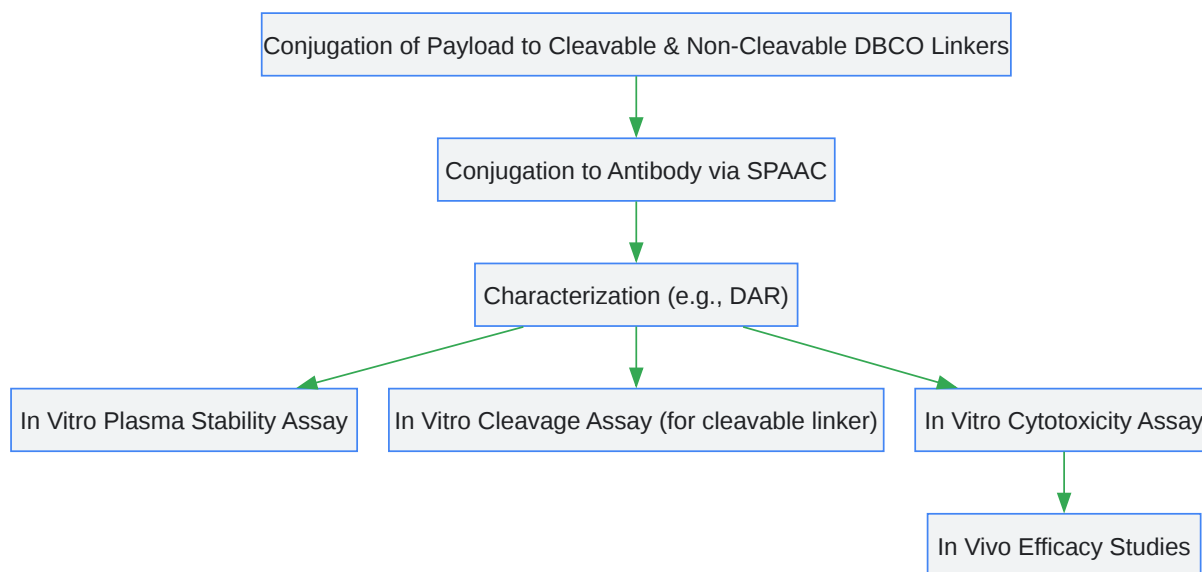 Conjugation of Payload to Cleavable & Non-Cleavable DBCO Linkers
Conjugation to Antibody via SPAAC
Characterization (e.g., DAR)
In Vitro Plasma Stability Assay
In Vitro Cleavage Assay (for cleavable linker)
In Vitro Cytotoxicity Assay
In Vivo Efficacy Studies